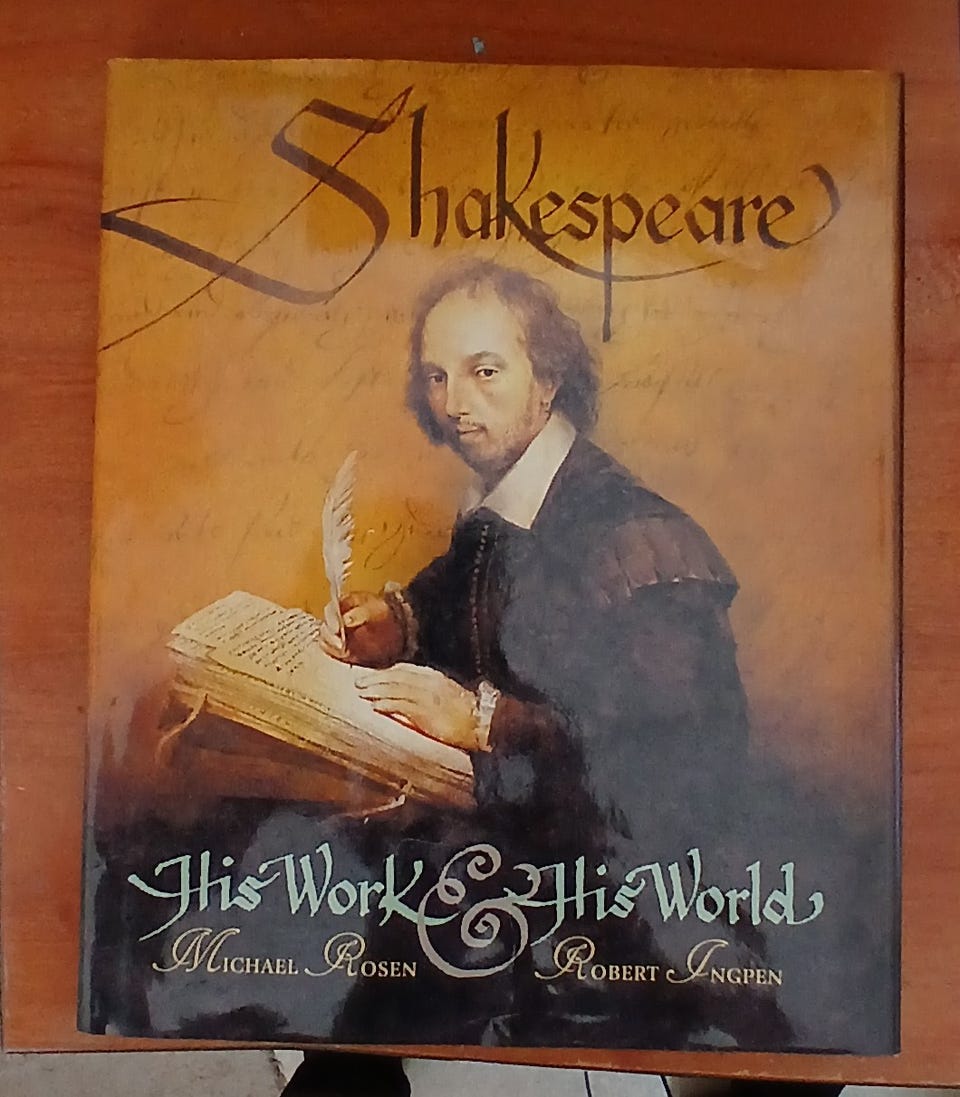 Shakespeare
His Work & His World
Michael Rosen Robert Ingpen